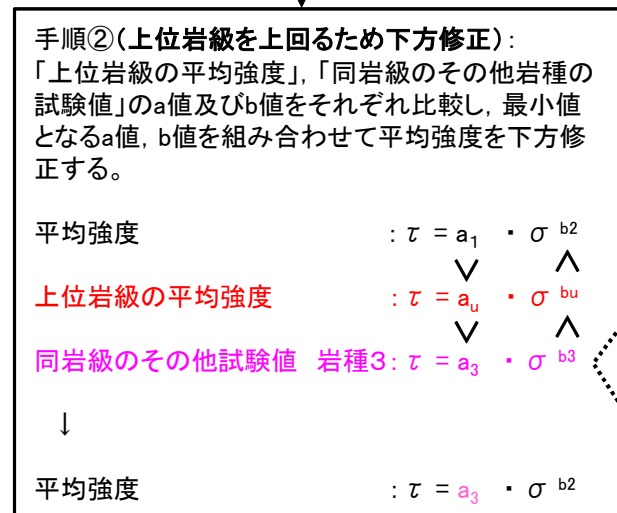 手順②(上位岩級を上回るため下方修正):
「上位岩級の平均強度」,「同岩級のその他岩種の
試験値」のa値及びb値をそれぞれ比較し,最小値
となるa値,b値を組み合わせて平均強度を下方修
正する。
平均強度 : τ = a1 ・ σ b2
∨ ∧
上位岩級の平均強度 : τ = au ・ σ bu
∨ ∧
同岩級のその他試験値 岩種3: τ = a3 ・ σ b3
↓
平均強度 : τ = a3 ・ σ b2